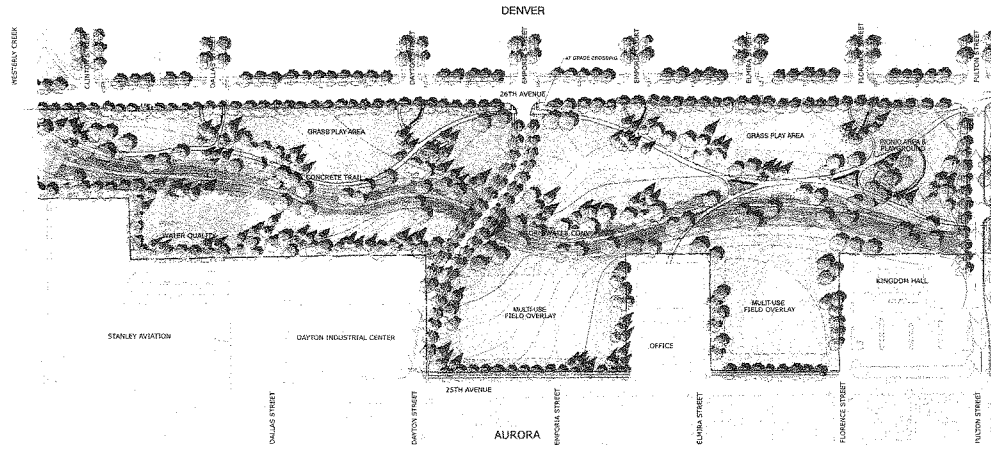 DENVER
WESTERLY CREEK
CLINTON STREET
DALLAS STREET
DAYTON STREET
EMPORIA STREET
ELMIRA STREET
FLORENCE STREET
FULTON STREET
AT GRADE CROSSING
26TH AVENUE
GRASS PLAY AREA
GRASS PLAY AREA
PICNIC AREA &
PLAYGROUND
CONCRETE TRAIL
WATER QUALITY
MULTI-USE
FIELD OVERLAY
MULTI-USE
FIELD OVERLAY
KINGDOM HALL
STANLEY AVIATION
DAYTON INDUSTRIAL CENTER
OFFICE
25TH AVENUE
DALLAS STREET
DAYTON STREET
EMPORIA STREET
ELMIRA STREET
FLORENCE STREET
FULTON STREET
AURORA